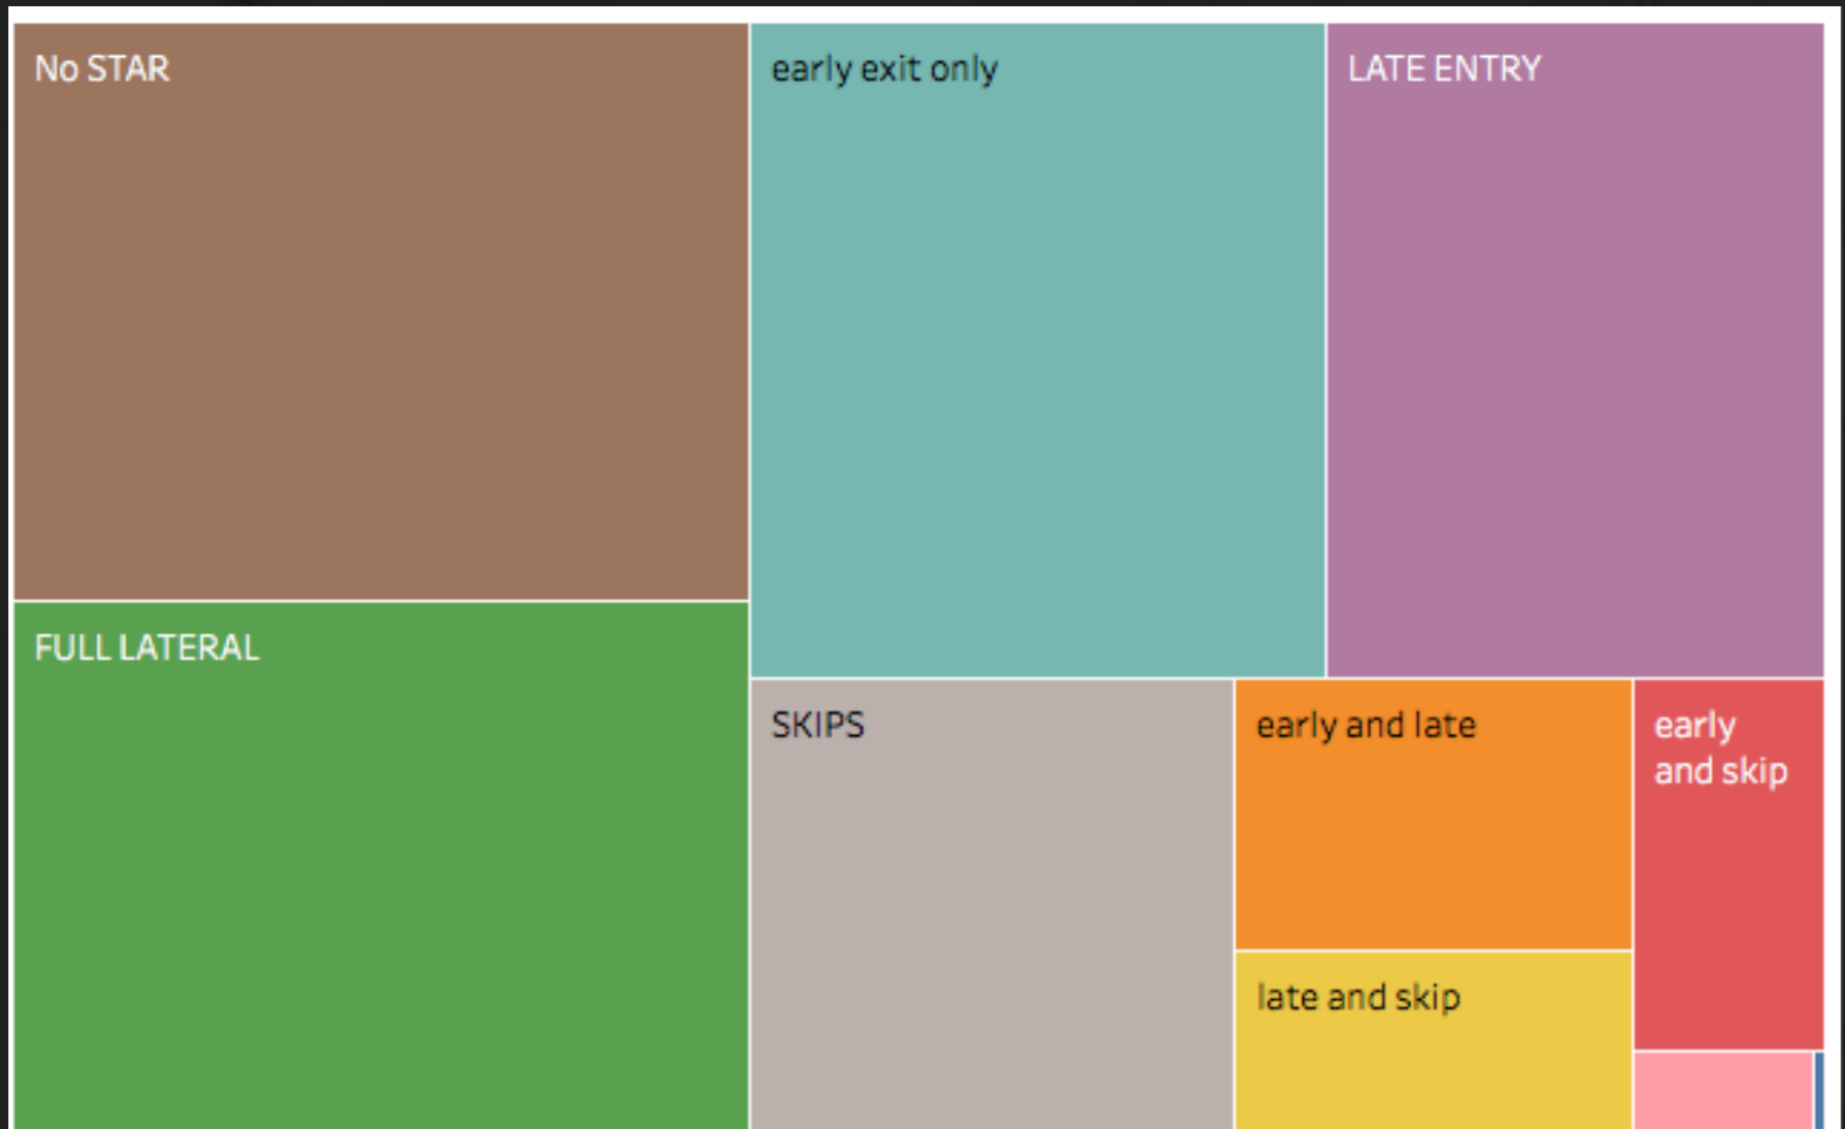 No STAR
early exit only
LATE ENTRY
FULL LATERAL
SKIPS
early and late
early
and skip
late and skip